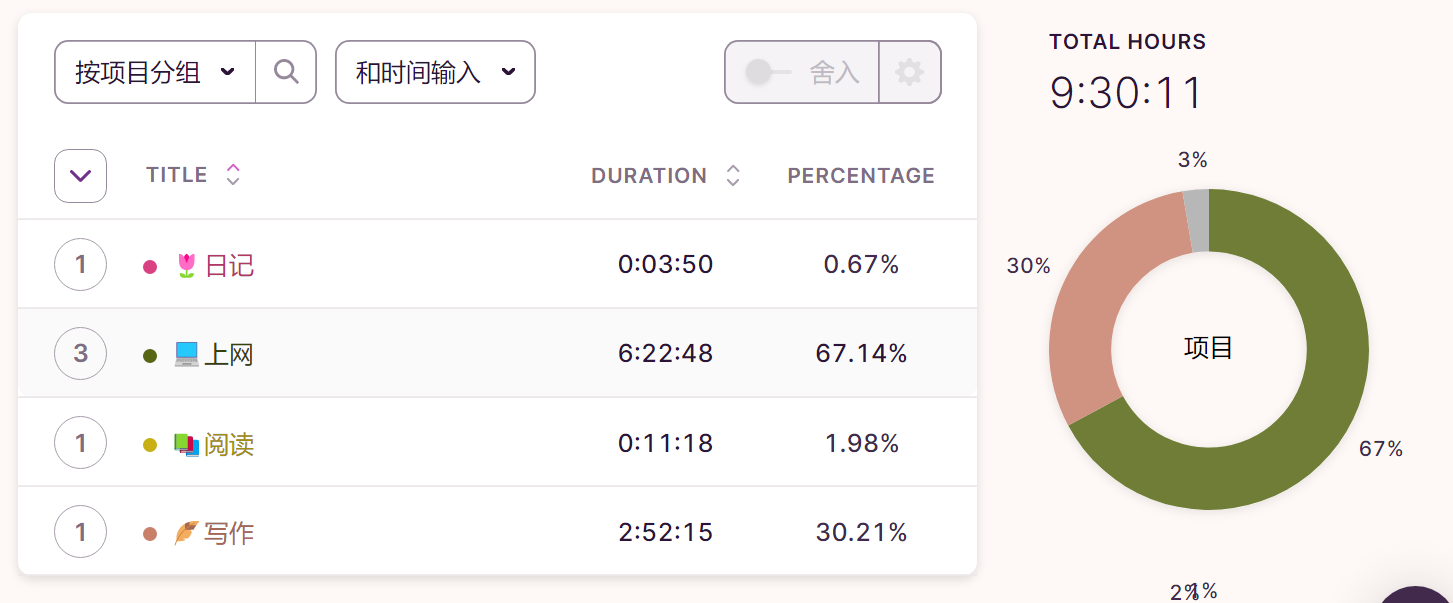 按项目分组
和时间输入
舍入
TITLE
DURATION
PERCENTAGE
1 日记 0:03:50 0.67%
3 上网 6:22:48 67.14%
1 阅读 0:11:18 1.98%
1 写作 2:52:15 30.21%
TOTAL HOURS
9:30:11
3%
30%
项目
67%
2%
1%